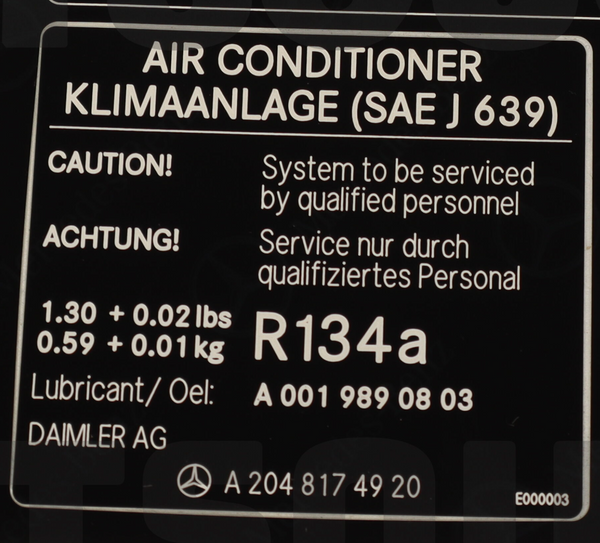 AIR CONDITIONER
KLIMAANLAGE (SAE J 639)
CAUTION! System to be serviced
by qualified personnel
ACHTUNG! Service nur durch
qualifiziertes Personal
1.30 + 0.02 lbs
0.59 + 0.01 kg R134a
Lubricant/ Oel: A 001 989 08 03
DAIMLER AG
A 204 817 49 20
E000003